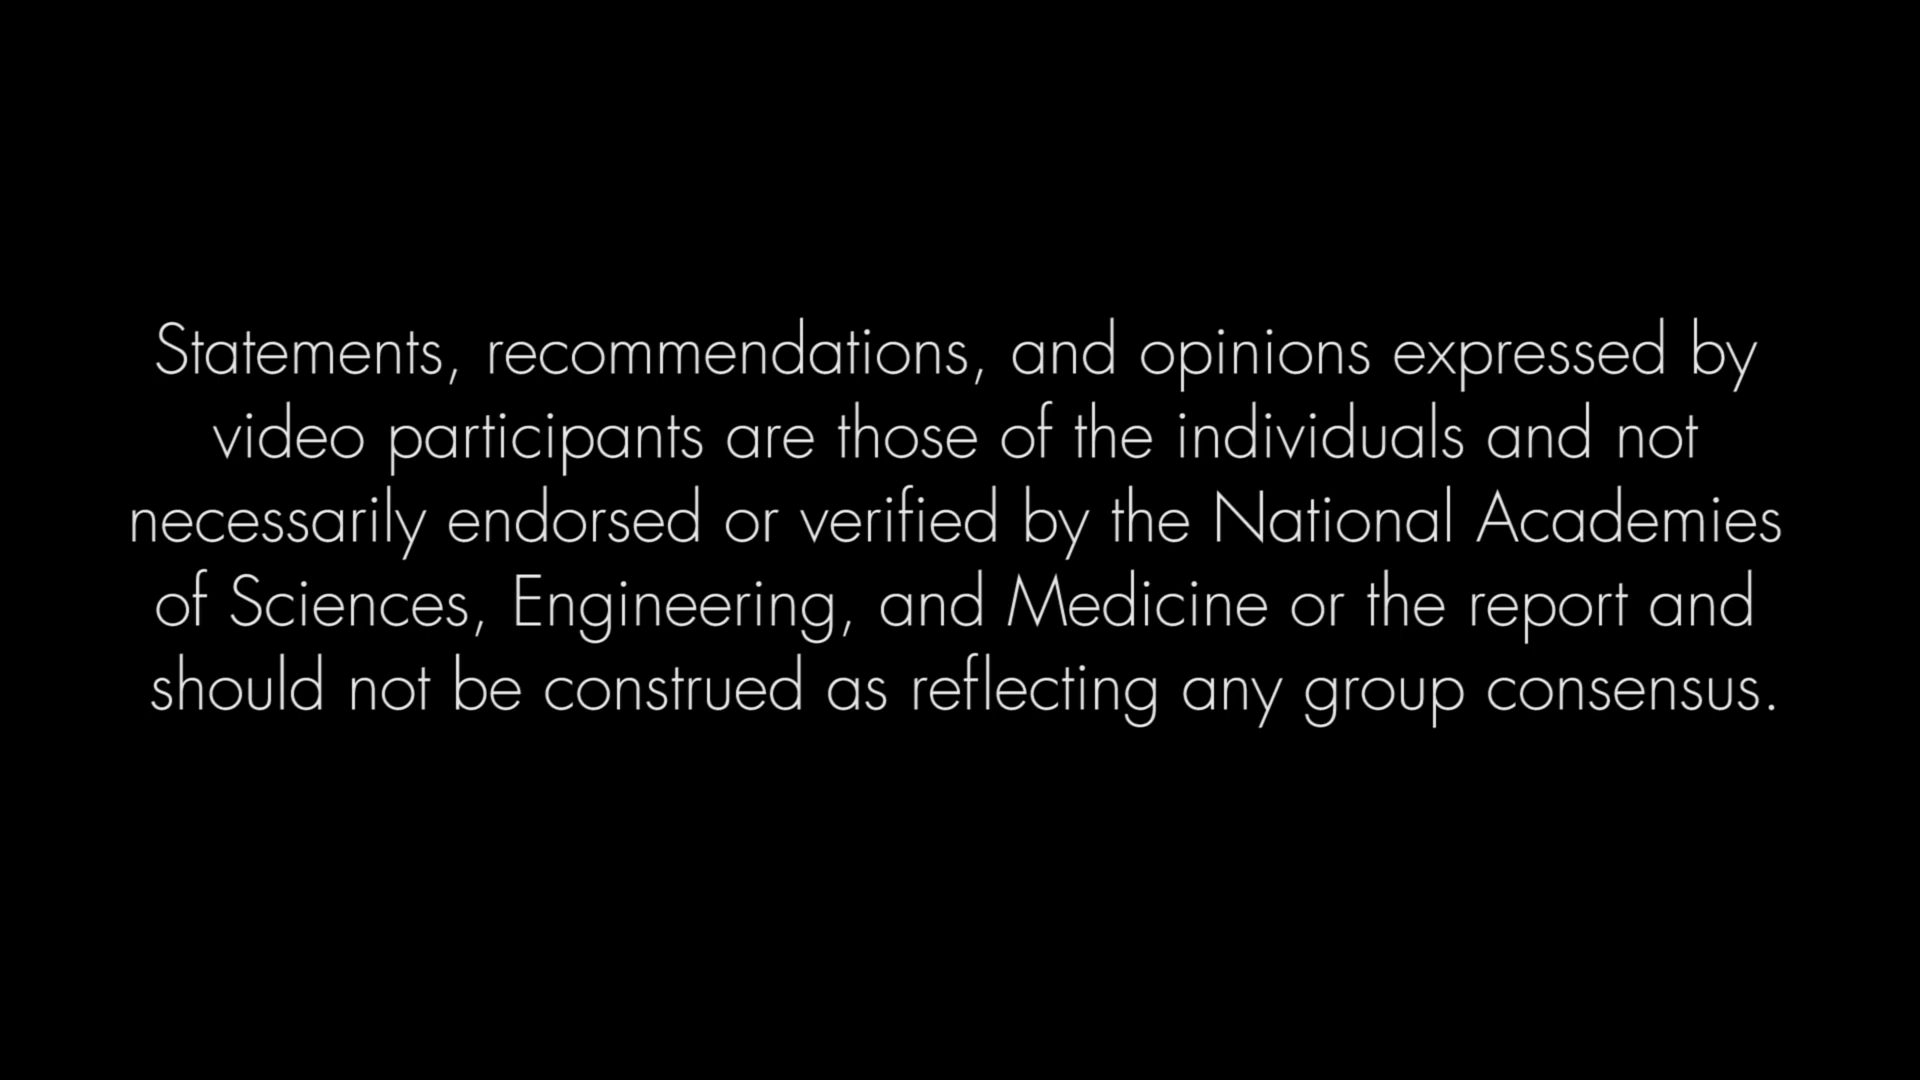 Statements, recommendations, and opinions expressed by
video participants are those of the individuals and not
necessarily endorsed or verified by the National Academies
of Sciences, Engineering, and Medicine or the report and
should not be construed as reflecting any group consensus.